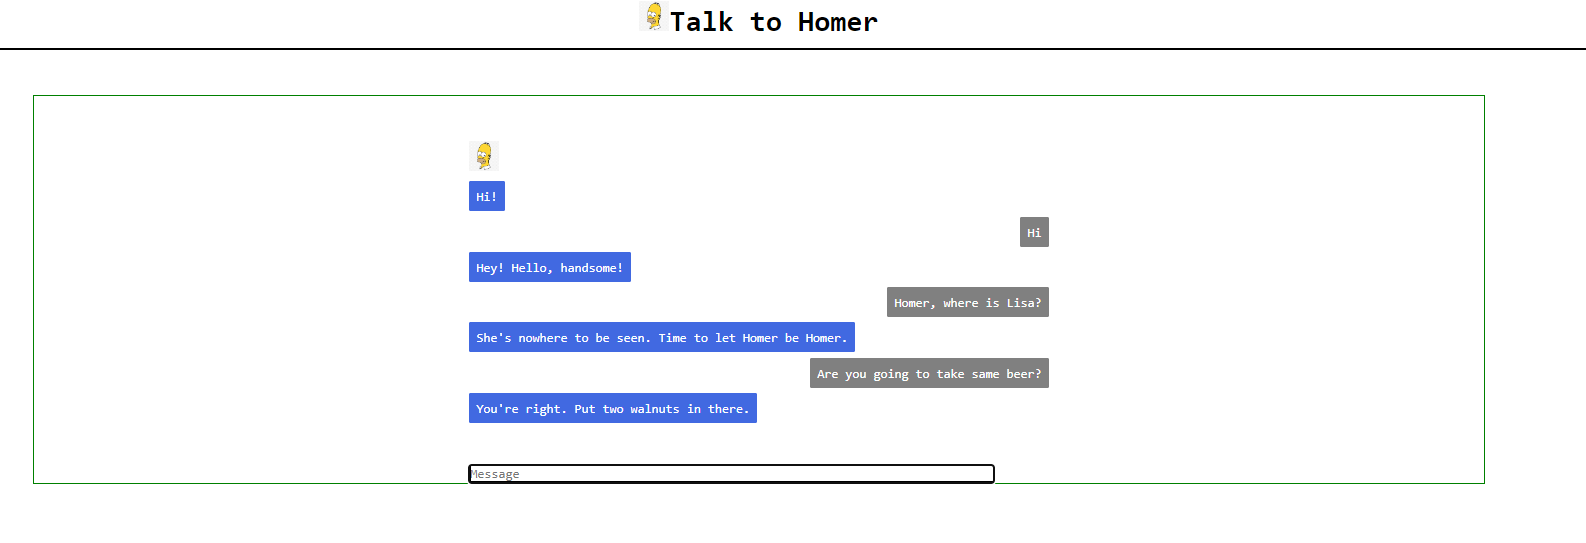 Talk to Homer
Hi!
Hi
Hey! Hello, handsome!
Homer, where is Lisa?
She's nowhere to be seen. Time to let Homer be Homer.
Are you going to take same beer?
You're right. Put two walnuts in there.
Message